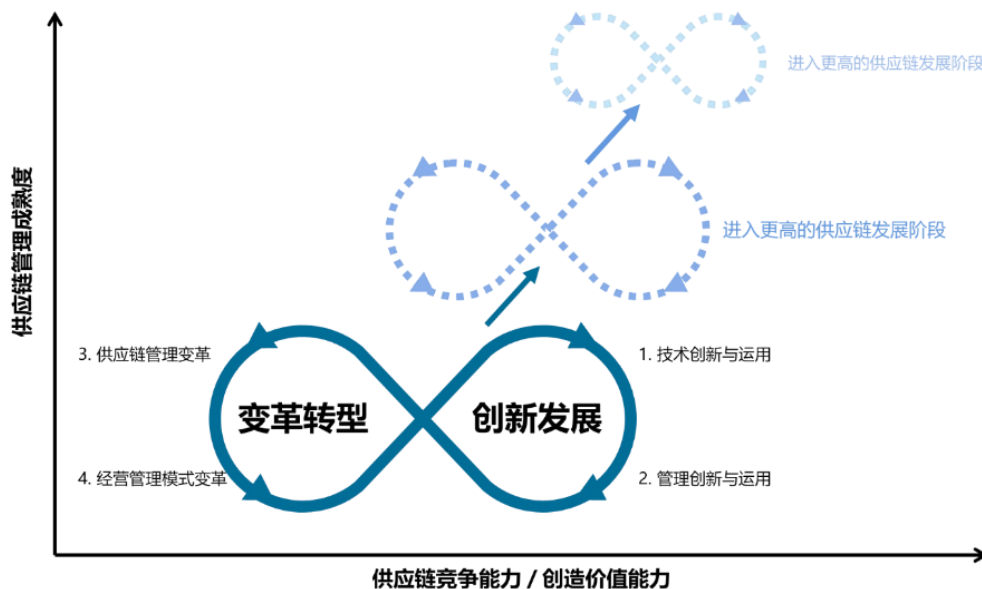 进入更高的供应链发展阶段
供应链管理成熟度
进入更高的供应链发展阶段
3. 供应链管理变革
1. 技术创新与运用
变革转型
创新发展
4. 经营管理模式变革
2. 管理创新与运用
供应链竞争能力 / 创造价值能力